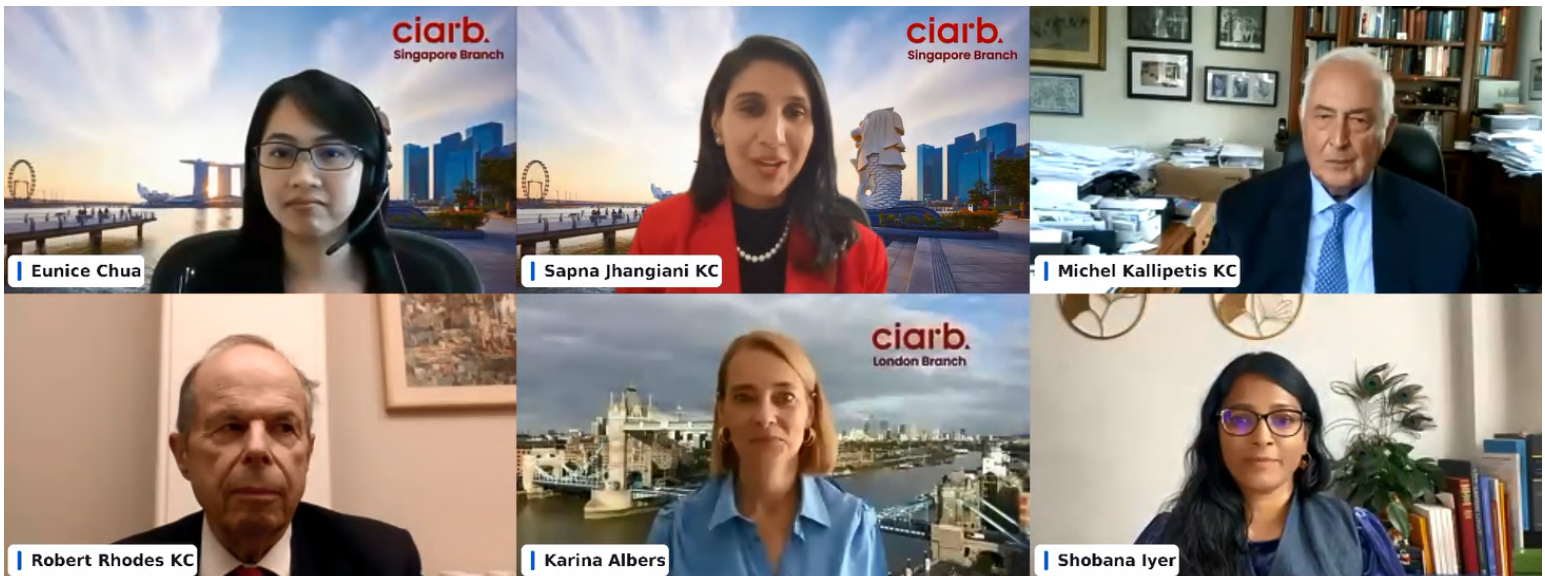 ciarb.
Singapore Branch
ciarb.
Singapore Branch
Eunice Chua
Sapna Jhangiani KC
Michel Kallipetis KC
ciarb.
London Branch
Robert Rhodes KC
Karina Albers
Shobana Iyer